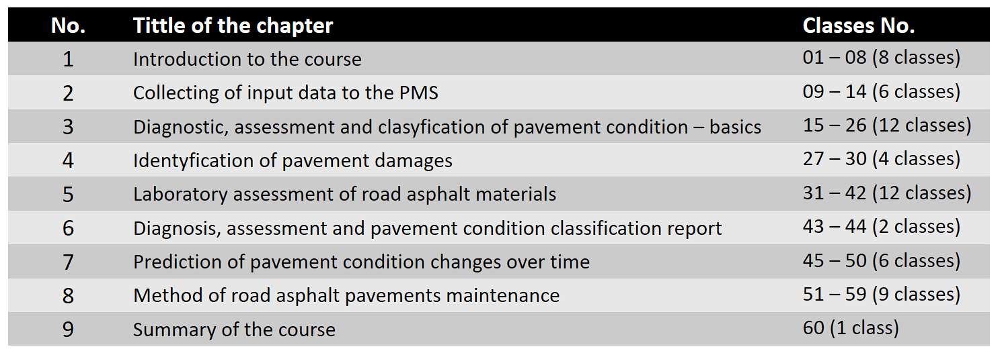 No. Tittle of the chapter Classes No.
1 Introduction to the course 01 – 08 (8 classes)
2 Collecting of input data to the PMS 09 – 14 (6 classes)
3 Diagnostic, assessment and clasyfication of pavement condition – basics 15 – 26 (12 classes)
4 Identyfication of pavement damages 27 – 30 (4 classes)
5 Laboratory assessment of road asphalt materials 31 – 42 (12 classes)
6 Diagnosis, assessment and pavement condition classification report 43 – 44 (2 classes)
7 Prediction of pavement condition changes over time 45 – 50 (6 classes)
8 Method of road asphalt pavements maintenance 51 – 59 (9 classes)
9 Summary of the course 60 (1 class)